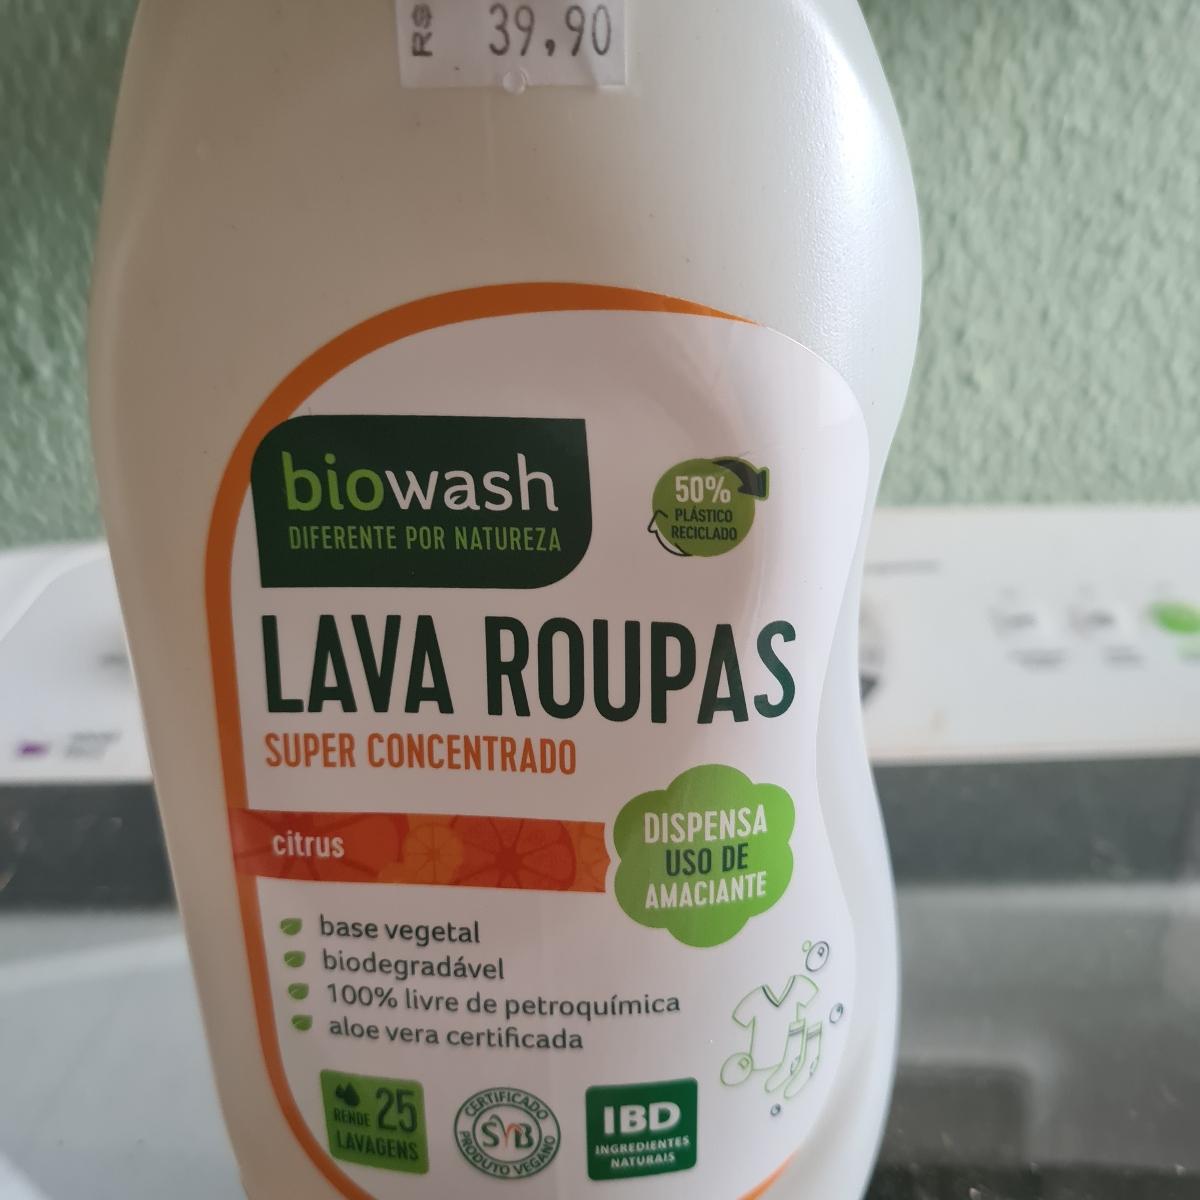 R$ 39,90
biowash
DIFERENTE POR NATUREZA
50%
PLÁSTICO
RECICLADO
LAVA ROUPAS
SUPER CONCENTRADO
citrus
DISPENSA
USO DE
AMACIANTE
base vegetal
biodegradável
100% livre de petroquímica
aloe vera certificada
RENDE 25
LAVAGENS
CERTIFICADO
SVB
PRODUTO VEGANO
IBD
INGREDIENTES
NATURAIS